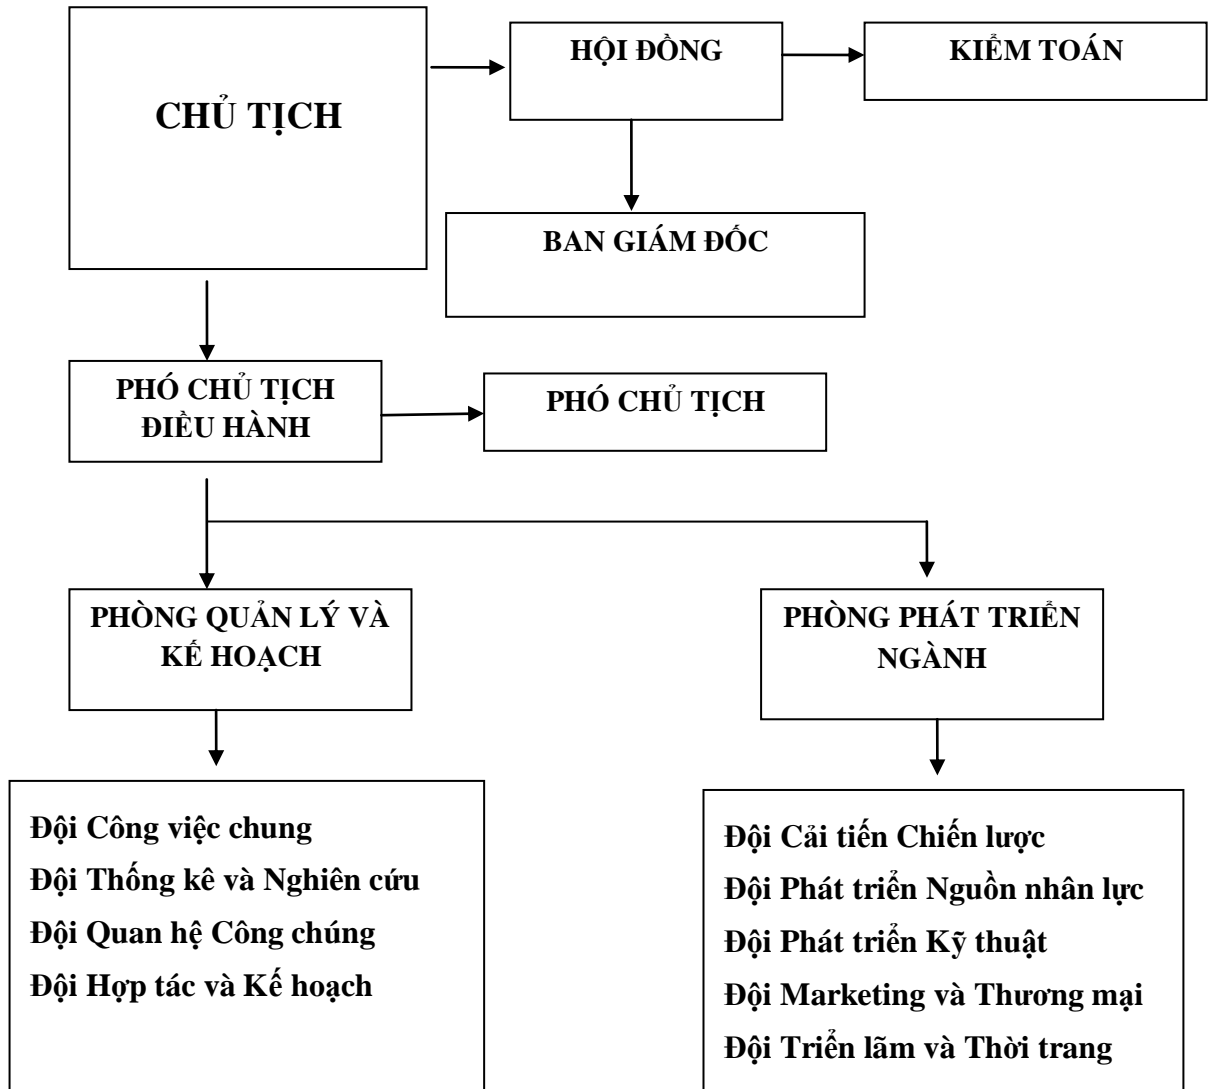 CHỦ TỊCH
HỘI ĐỒNG
KIỂM TOÁN
BAN GIÁM ĐỐC
PHÓ CHỦ TỊCH
ĐIỀU HÀNH
PHÓ CHỦ TỊCH
PHÒNG QUẢN LÝ VÀ
KẾ HOẠCH
PHÒNG PHÁT TRIỂN
NGÀNH
Đội Công việc chung
Đội Thống kê và Nghiên cứu
Đội Quan hệ Công chúng
Đội Hợp tác và Kế hoạch
Đội Cải tiến Chiến lược
Đội Phát triển Nguồn nhân lực
Đội Phát triển Kỹ thuật
Đội Marketing và Thương mại
Đội Triển lãm và Thời trang